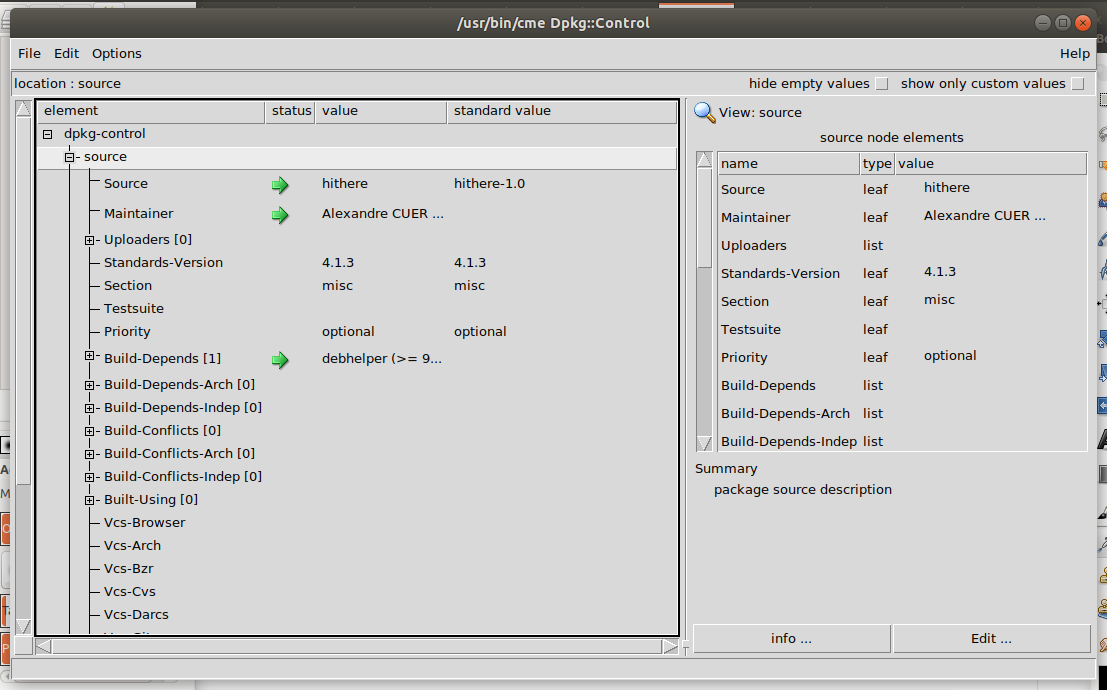 /usr/bin/cme Dpkg::Control
File Edit Options Help
location : source hide empty values show only custom values
element status value standard value
dpkg-control
source
Source hithere hithere-1.0
Maintainer Alexandre CUER ...
Uploaders [0]
Standards-Version 4.1.3 4.1.3
Section misc misc
Testsuite
Priority optional optional
Build-Depends [1] debhelper (>= 9...
Build-Depends-Arch [0]
Build-Depends-Indep [0]
Build-Conflicts [0]
Build-Conflicts-Arch [0]
Build-Conflicts-Indep [0]
Built-Using [0]
Vcs-Browser
Vcs-Arch
Vcs-Bzr
Vcs-Cvs
Vcs-Darcs
View: source
source node elements
name type value
Source leaf hithere
Maintainer leaf Alexandre CUER ...
Uploaders list
Standards-Version leaf 4.1.3
Section leaf misc
Testsuite leaf
Priority leaf optional
Build-Depends list
Build-Depends-Arch list
Build-Depends-Indep list
Summary
package source description
info ... Edit ...